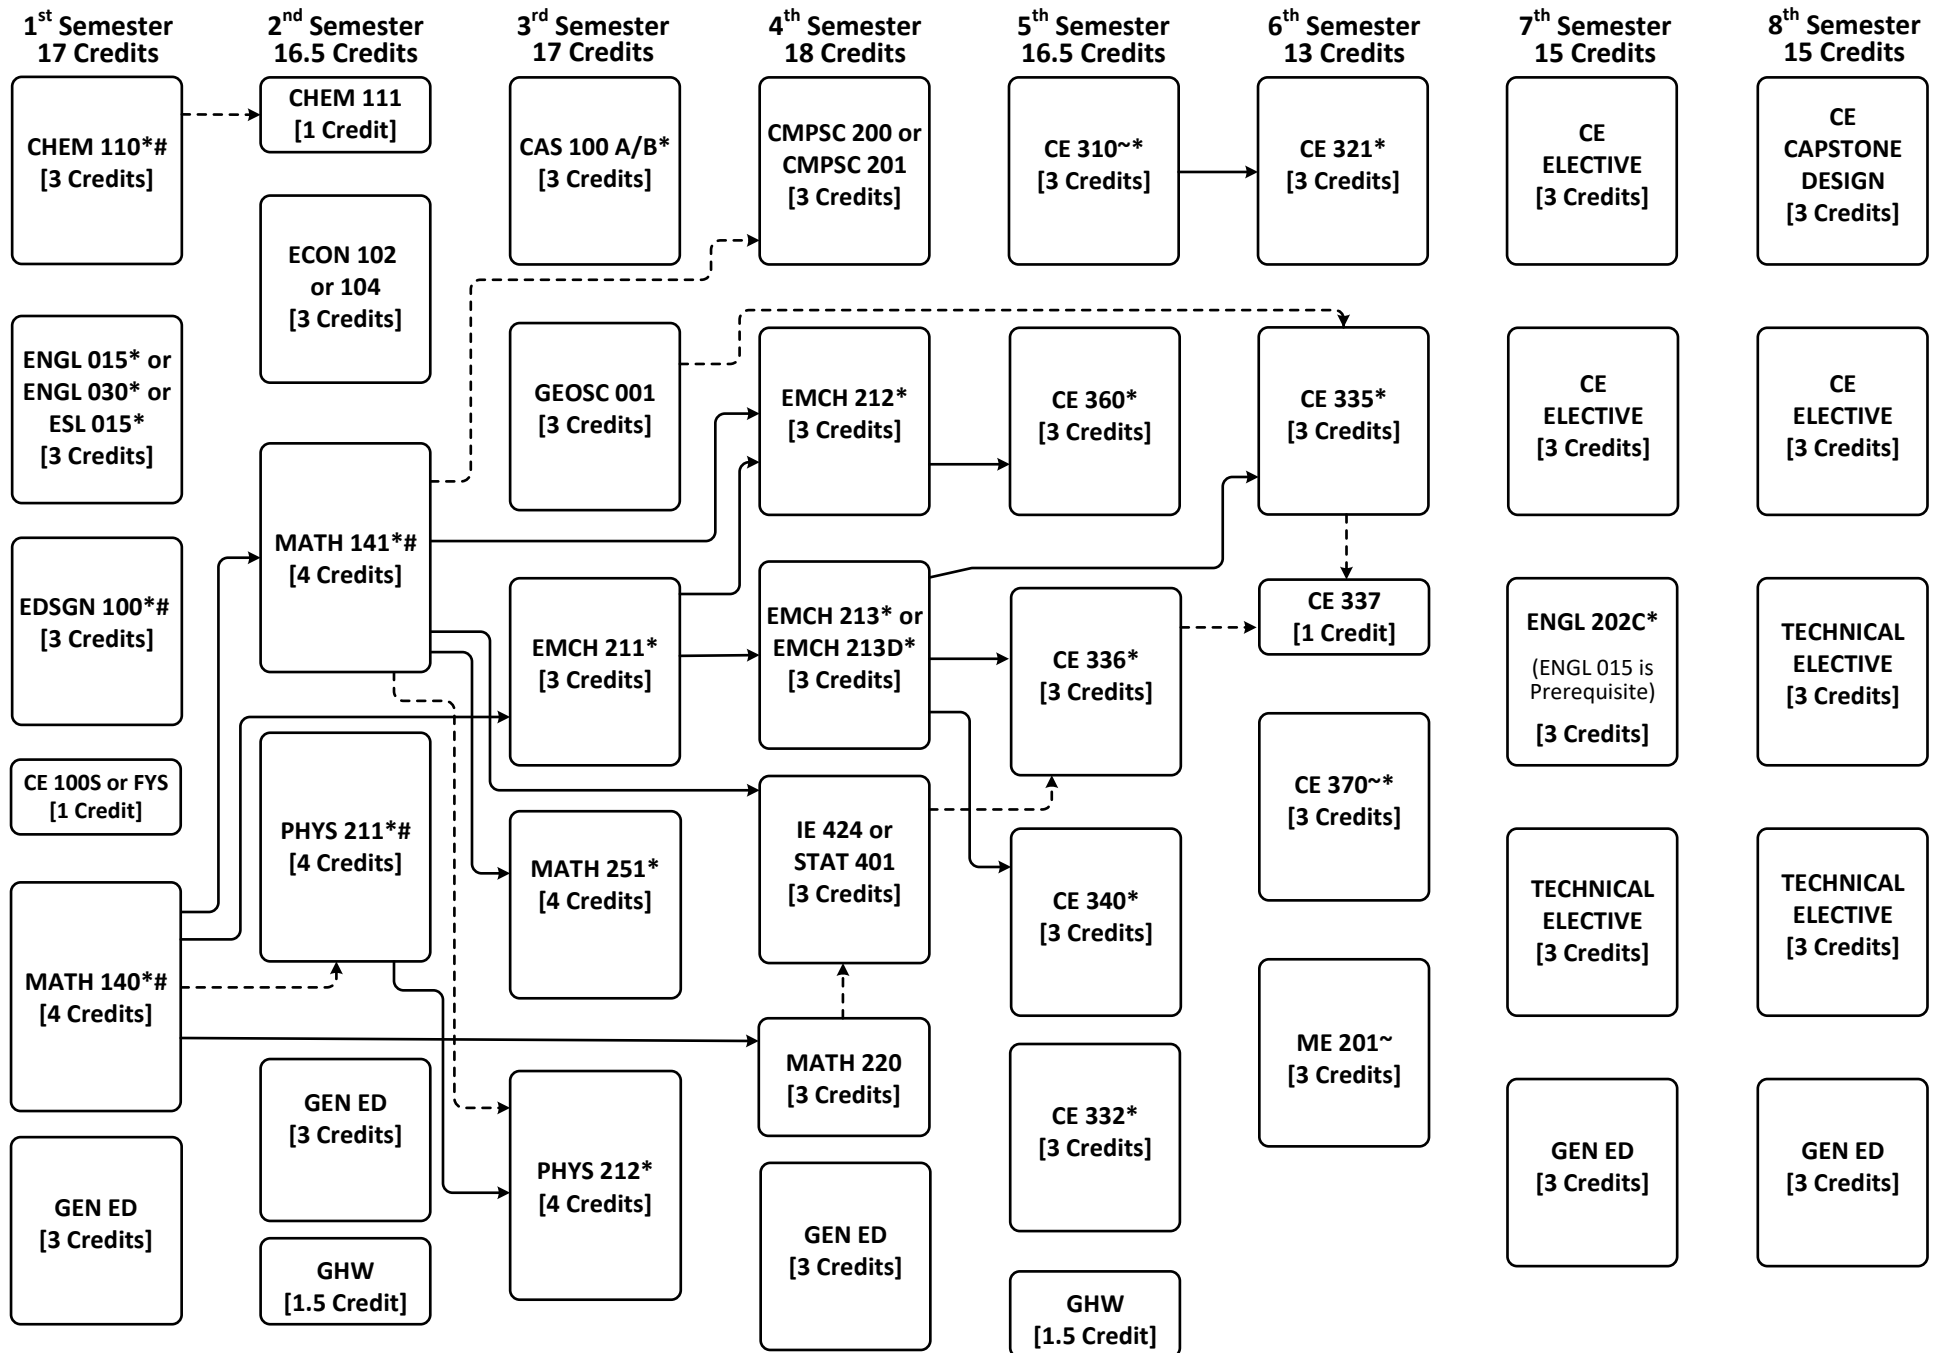 1st Semester
17 Credits
CHEM 110*#
[3 Credits]
ENGL 015* or
ENGL 030* or
ESL 015*
[3 Credits]
EDSGN 100*#
[3 Credits]
CE 100S or FYS
[1 Credit]
MATH 140*#
[4 Credits]
GEN ED
[3 Credits]
2nd Semester
16.5 Credits
CHEM 111
[1 Credit]
ECON 102
or 104
[3 Credits]
MATH 141*#
[4 Credits]
PHYS 211*#
[4 Credits]
GEN ED
[3 Credits]
GHW
[1.5 Credit]
3rd Semester
17 Credits
CAS 100 A/B*
[3 Credits]
GEOSC 001
[3 Credits]
EMCH 211*
[3 Credits]
MATH 251*
[4 Credits]
PHYS 212*
[4 Credits]
4th Semester
18 Credits
CMPSC 200 or
CMPSC 201
[3 Credits]
EMCH 212*
[3 Credits]
EMCH 213* or
EMCH 213D*
[3 Credits]
IE 424 or
STAT 401
[3 Credits]
MATH 220
[3 Credits]
GEN ED
[3 Credits]
5th Semester
16.5 Credits
CE 310~*
[3 Credits]
CE 360*
[3 Credits]
CE 336*
[3 Credits]
CE 340*
[3 Credits]
CE 332*
[3 Credits]
GHW
[1.5 Credit]
6th Semester
13 Credits
CE 321*
[3 Credits]
CE 335*
[3 Credits]
CE 337
[1 Credit]
CE 370~*
[3 Credits]
ME 201~
[3 Credits]
7th Semester
15 Credits
CE
ELECTIVE
[3 Credits]
CE
ELECTIVE
[3 Credits]
ENGL 202C*
(ENGL 015 is
Prerequisite)
[3 Credits]
TECHNICAL
ELECTIVE
[3 Credits]
GEN ED
[3 Credits]
8th Semester
15 Credits
CE
CAPSTONE
DESIGN
[3 Credits]
CE
ELECTIVE
[3 Credits]
TECHNICAL
ELECTIVE
[3 Credits]
TECHNICAL
ELECTIVE
[3 Credits]
GEN ED
[3 Credits]